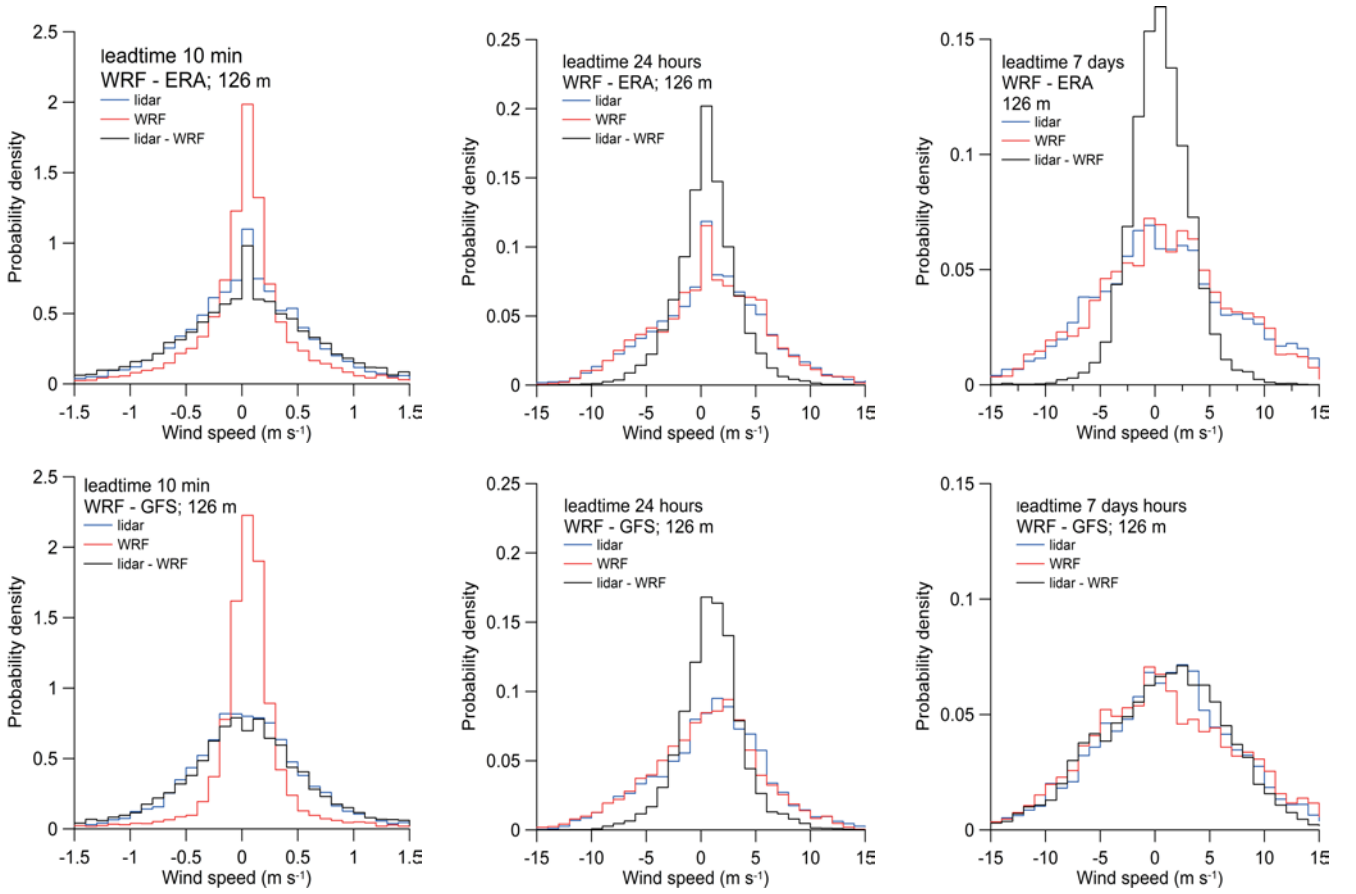 2.5
leadtime 10 min
WRF - ERA; 126 m
lidar
WRF
lidar - WRF
2
1.5
1
0.5
0
Probability density
-1.5 -1 -0.5 0 0.5 1 1.5
Wind speed (m s⁻¹)
0.25
leadtime 24 hours
WRF - ERA; 126 m
lidar
WRF
lidar - WRF
0.2
0.15
0.1
0.05
0
Probability density
-15 -10 -5 0 5 10 15
Wind speed (m s⁻¹)
0.15
leadtime 7 days
WRF - ERA
126 m
lidar
WRF
lidar - WRF
0.1
0.05
0
Probability density
-15 -10 -5 0 5 10 15
Wind speed (m s⁻¹)
2.5
leadtime 10 min
WRF - GFS; 126 m
lidar
WRF
lidar - WRF
2
1.5
1
0.5
0
Probability density
-1.5 -1 -0.5 0 0.5 1 1.5
Wind speed (m s⁻¹)
0.25
leadtime 24 hours
WRF - GFS; 126 m
lidar
WRF
lidar - WRF
0.2
0.15
0.1
0.05
0
Probability density
-15 -10 -5 0 5 10 15
Wind speed (m s⁻¹)
0.15
leadtime 7 days hours
WRF - GFS; 126 m
lidar
WRF
lidar - WRF
0.1
0.05
0
Probability density
-15 -10 -5 0 5 10 15
Wind speed (m s⁻¹)